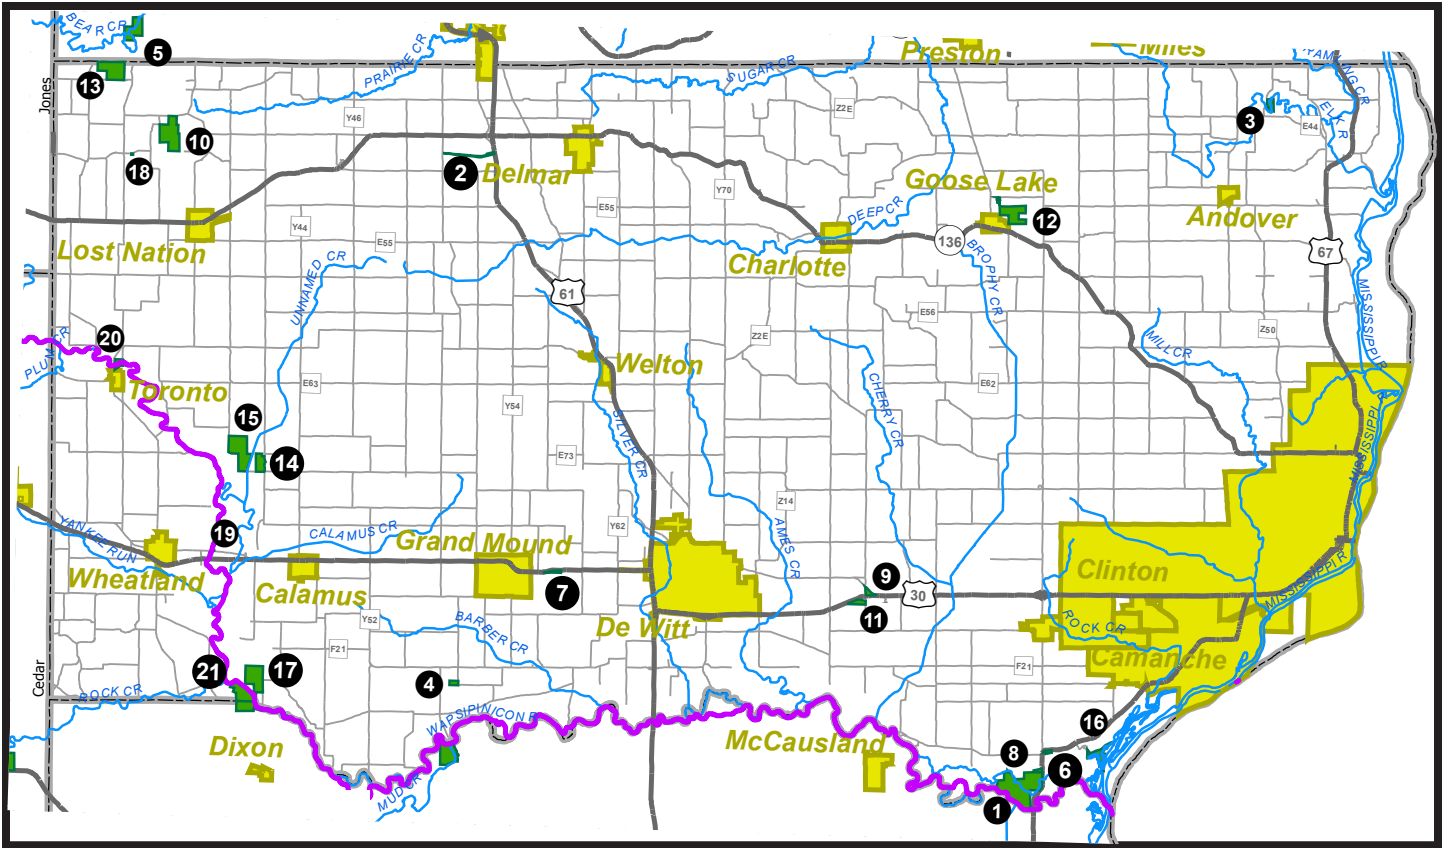 BEAR CR
5
PRAIRIE CR
Preston
Miles
13
Jones
SUGAR CR
ELK R
3
E44
Y46
Z2E
10
18
2
Delmar
Y70
Goose Lake
12
Andover
E55
DEEP CR
Lost Nation
Y44
E55
UNNAMED CR
Charlotte
136
BROPHY CR
67
61
MISSISSIPPI R
E56
Z50
20
PLUM CR
Z2E
MILL CR
Welton
Toronto
E63
Y54
CHERRY CR
E62
15
14
SILVER CR
E73
MISSISSIPPI R
Z14
19
YANKEE RUN
CALAMUS CR
Grand Mound
Y62
AMES CR
Wheatland
Calamus
7
9
30
Clinton
MISSISSIPPI R
11
Y52
BARBER CR
De Witt
ROCK CR
F21
F21
Camanche
Cedar
21
17
4
ROCK CR
WAPSIPINICON R
Dixon
McCausland
16
8
6
MUD CR
1